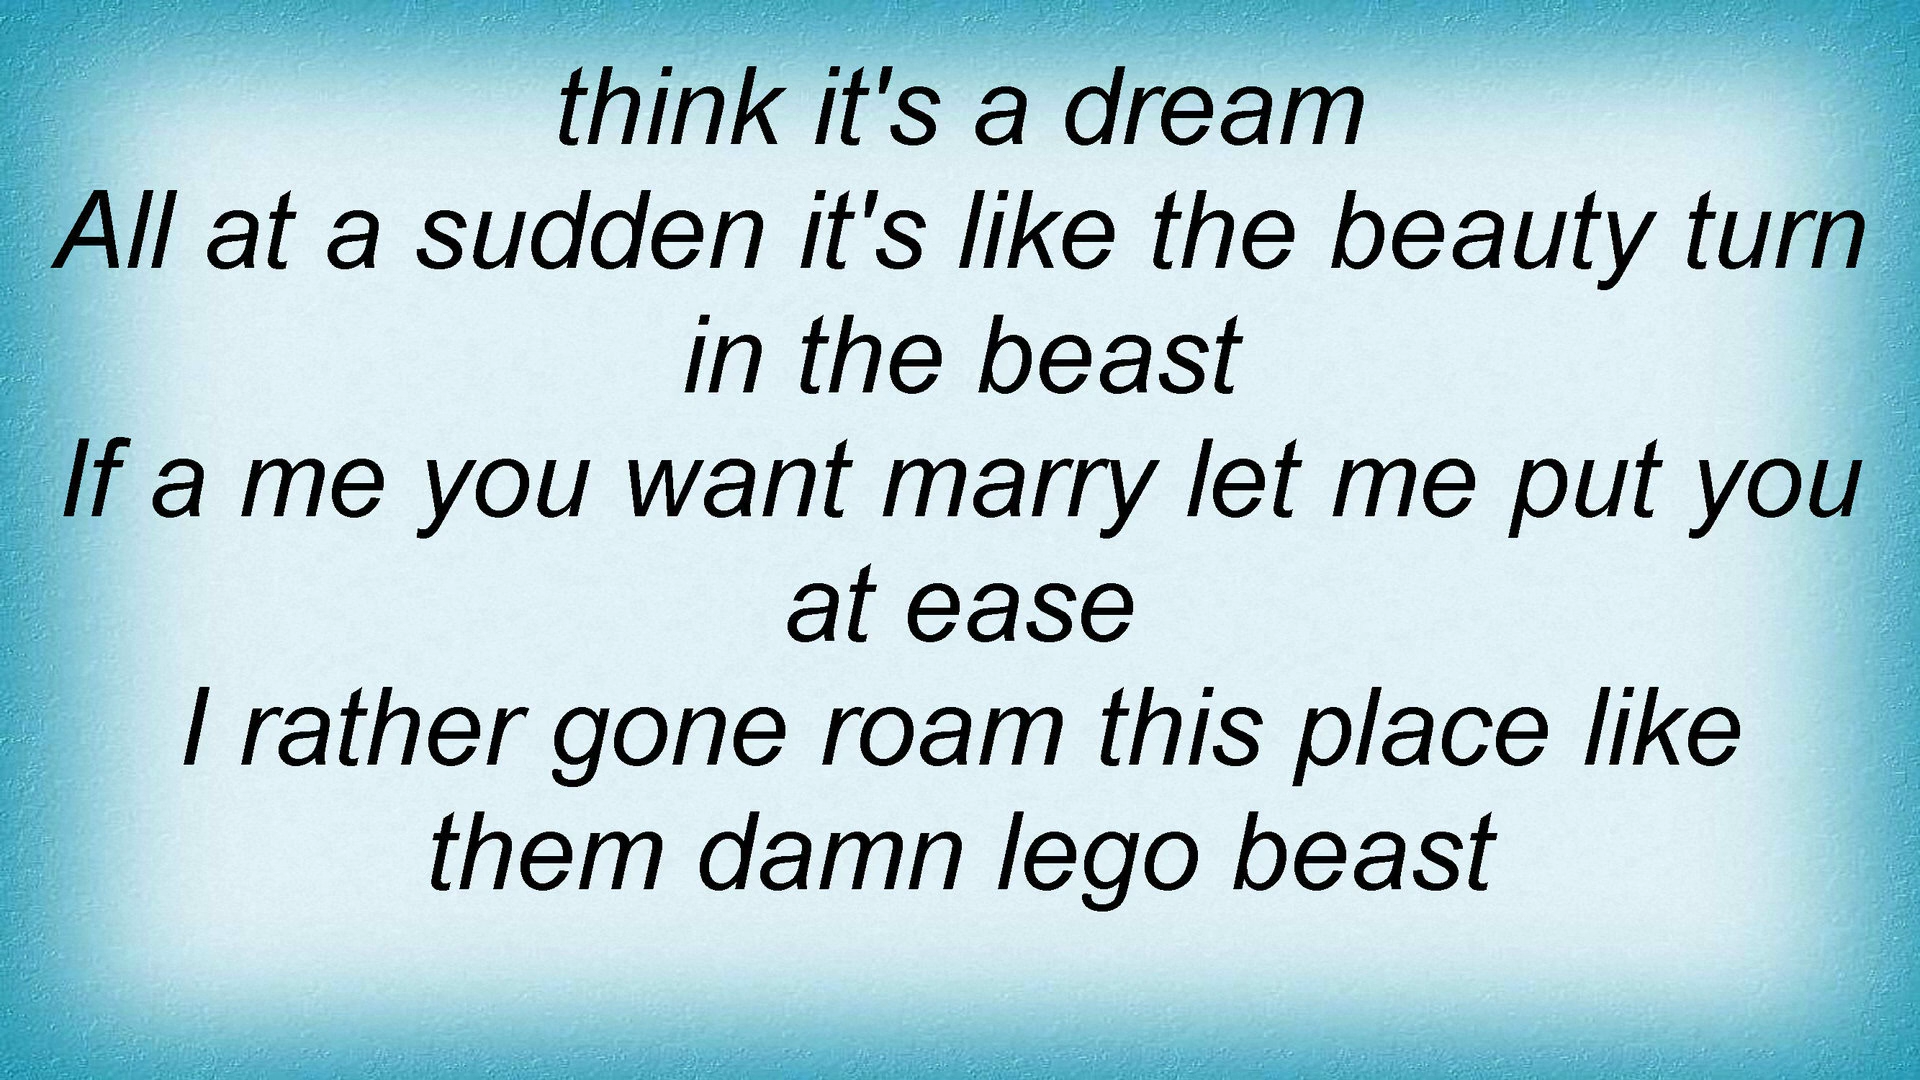 think it's a dream
All at a sudden it's like the beauty turn
in the beast
If a me you want marry let me put you
at ease
I rather gone roam this place like
them damn lego beast